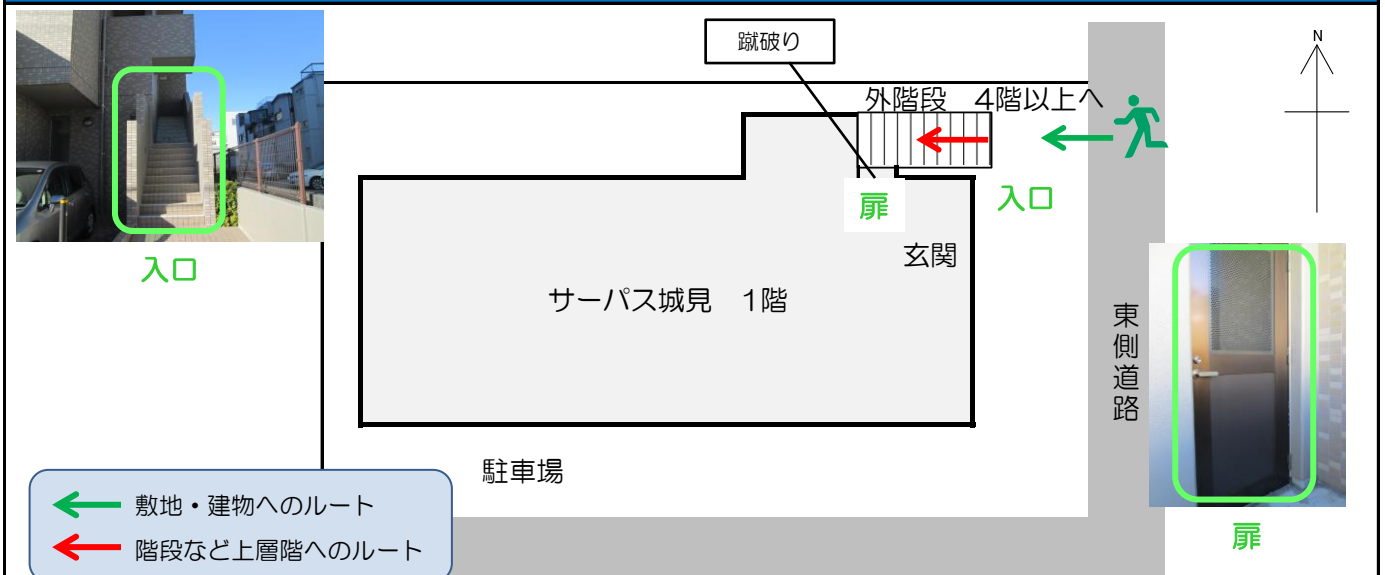 蹴破り
N
外階段　4階以上へ
扉
入口
入口
玄関
サーパス城見　1階
東側道路
駐車場
敷地・建物へのルート
階段など上層階へのルート
扉